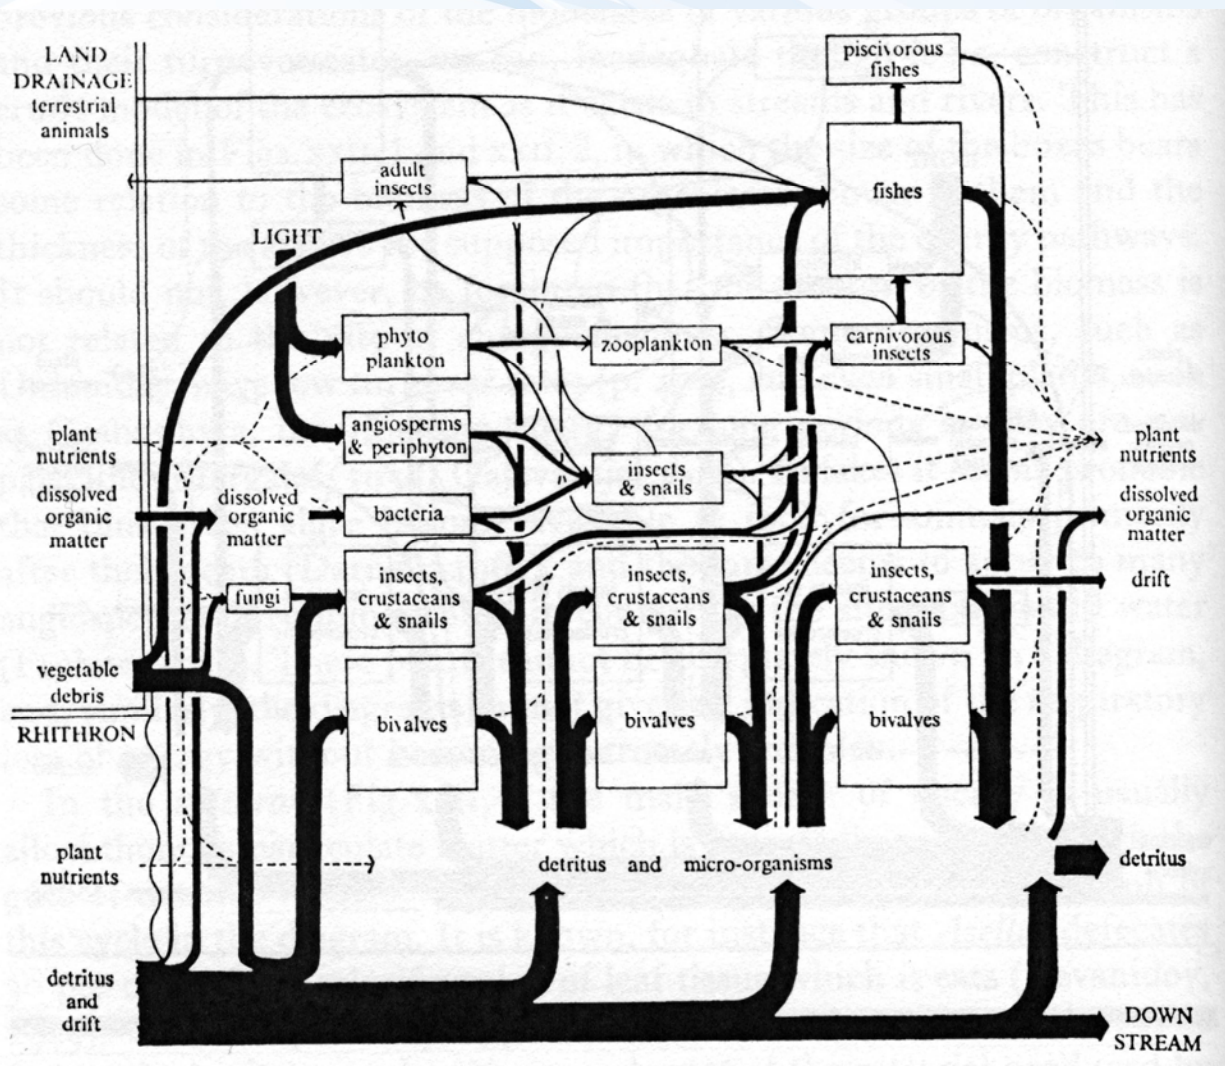 LAND
DRAINAGE
terrestrial
animals
piscivorous
fishes
adult
insects
fishes
LIGHT
phyto
plankton
zooplankton
carnivorous
insects
angiosperms
& periphyton
plant
nutrients
plant
nutrients
insects
& snails
dissolved
organic
matter
dissolved
organic
matter
bacteria
dissolved
organic
matter
fungi
insects,
crustaceans
& snails
insects,
crustaceans
& snails
insects,
crustaceans
& snails
drift
vegetable
debris
RHITHRON
bivalves
bivalves
bivalves
plant
nutrients
detritus and micro-organisms
detritus
detritus
and
drift
DOWN
STREAM